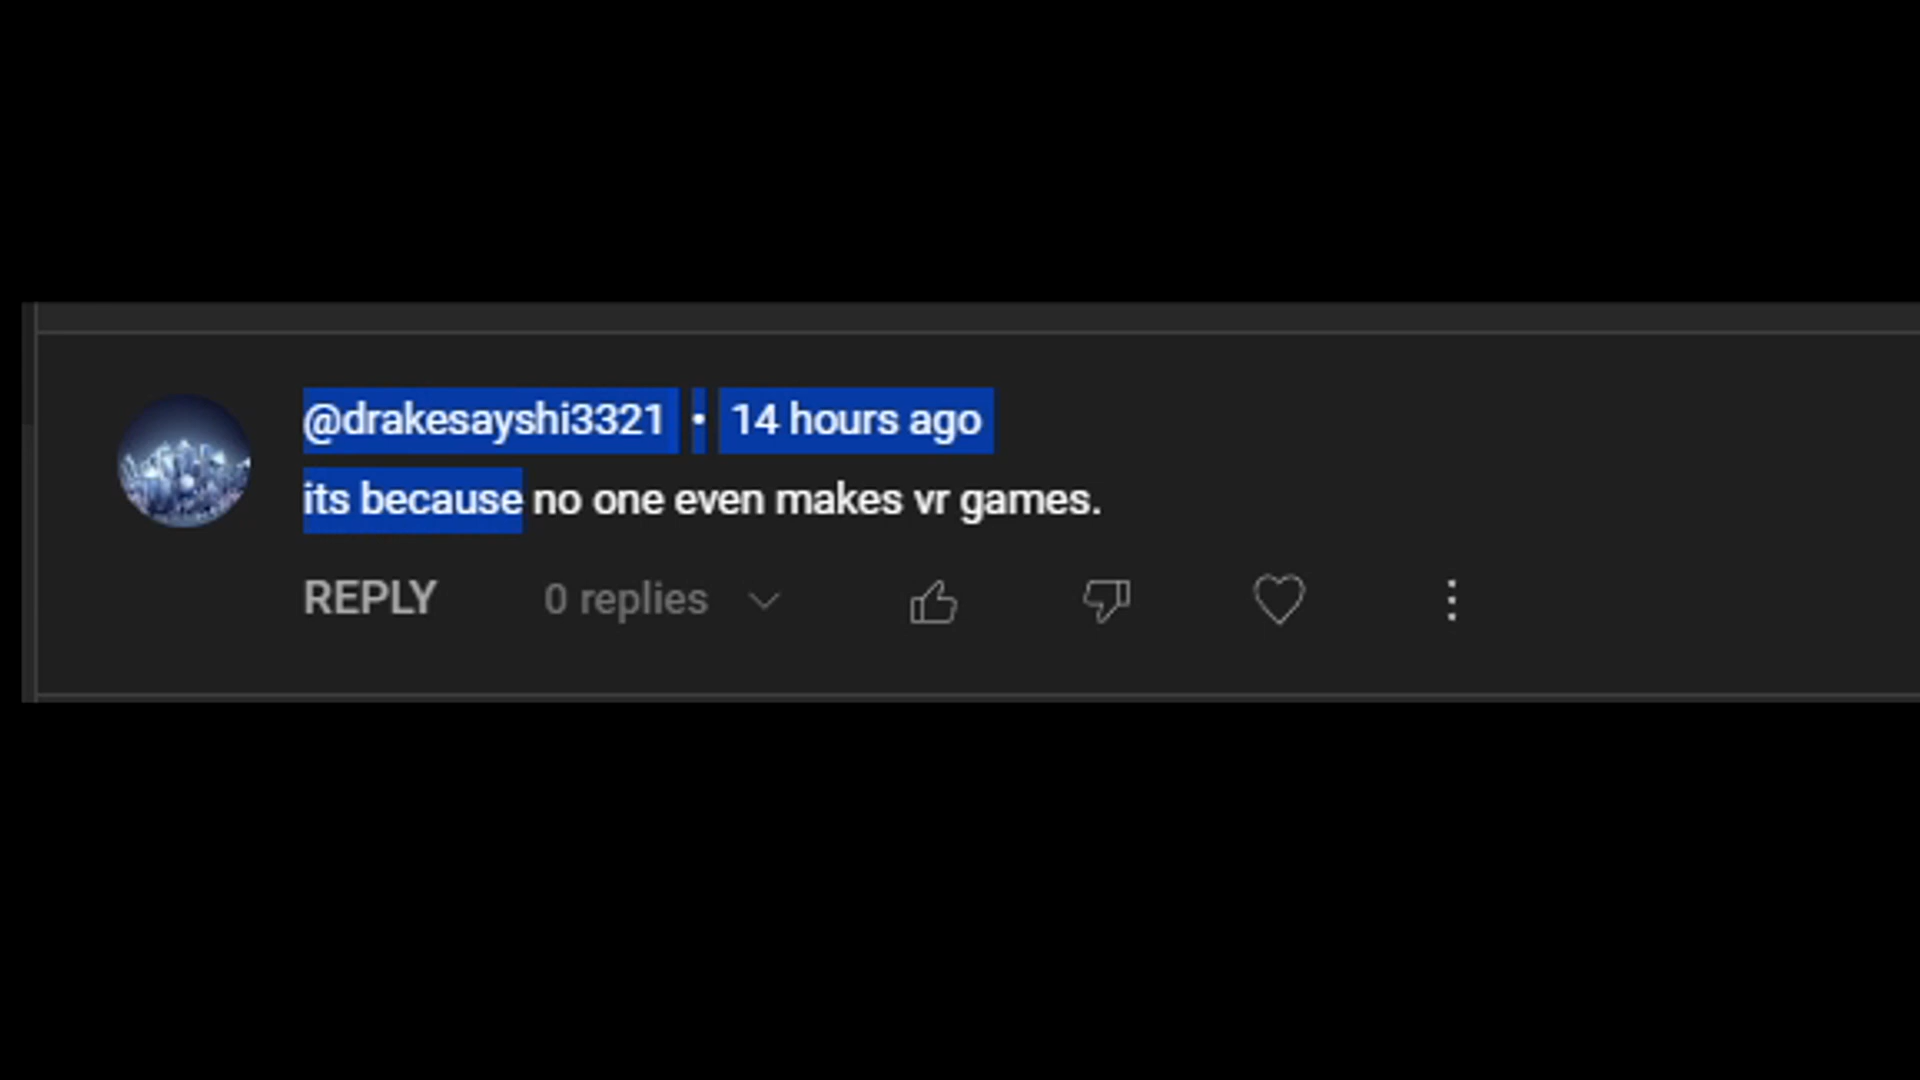 @drakesayshi3321 • 14 hours ago
its because no one even makes vr games.
REPLY 0 replies